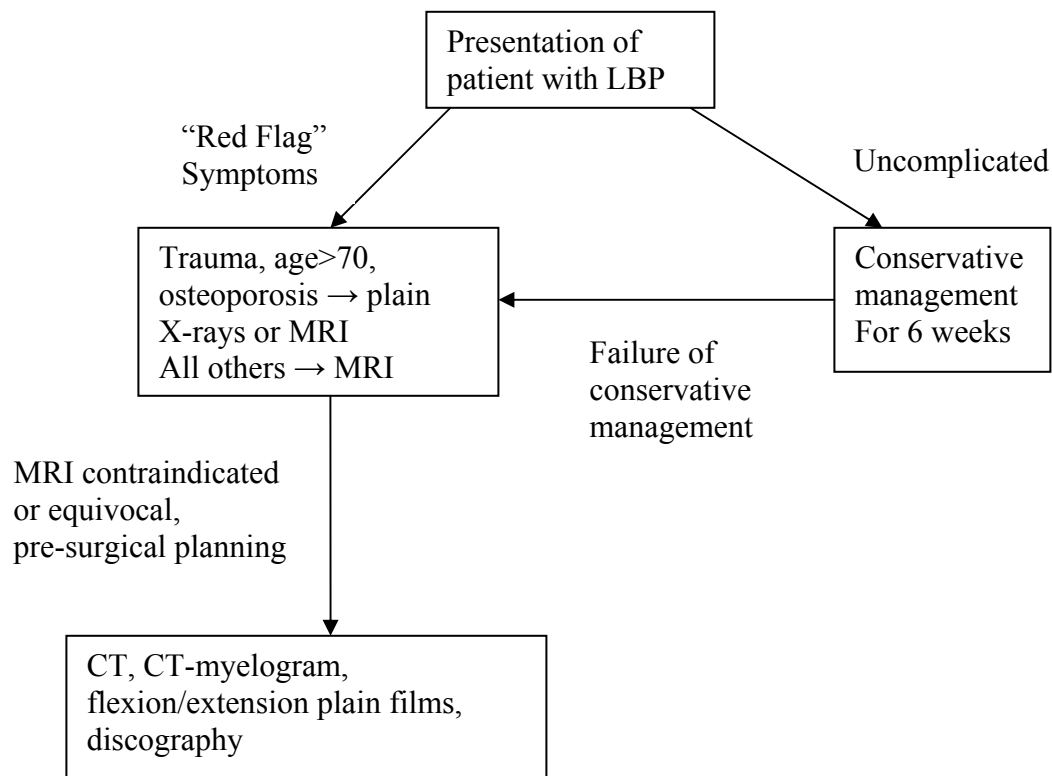 Presentation of
patient with LBP
“Red Flag”
Symptoms
Uncomplicated
Trauma, age>70,
osteoporosis → plain
X-rays or MRI
All others → MRI
Conservative
management
For 6 weeks
Failure of
conservative
management
MRI contraindicated
or equivocal,
pre-surgical planning
CT, CT-myelogram,
flexion/extension plain films,
discography